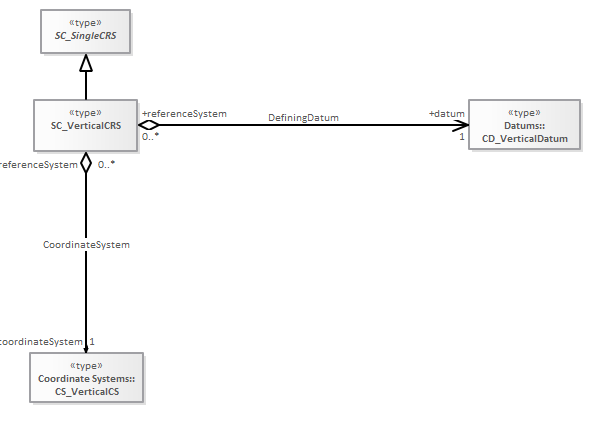 «type»
SC_SingleCRS
«type»
SC_VerticalCRS
+referenceSystem
0..*
DefiningDatum
+datum
1
«type»
Datums::
CD_VerticalDatum
referenceSystem
0..*
CoordinateSystem
coordinateSystem
1
«type»
Coordinate Systems::
CS_VerticalCS